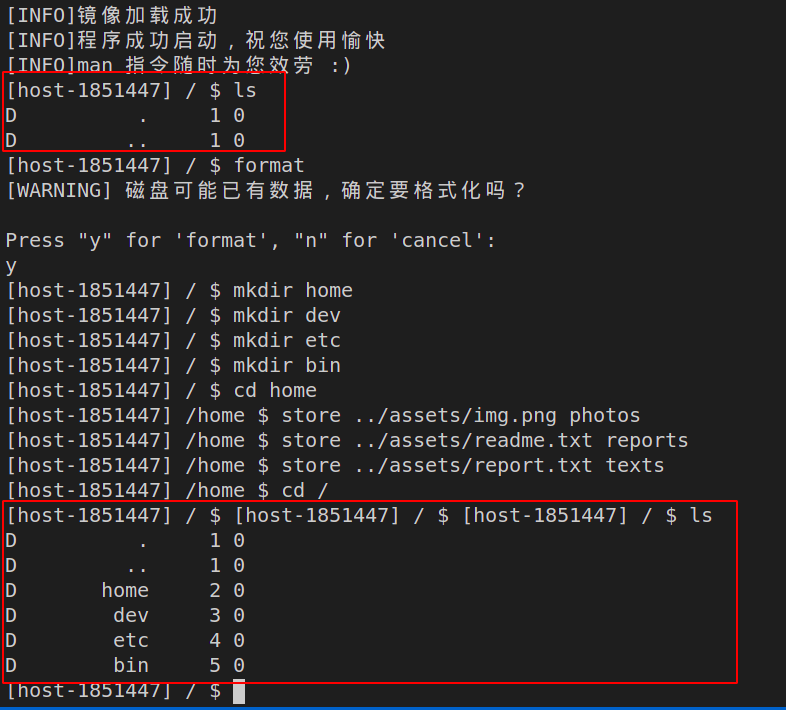 [INFO]镜像加载成功
[INFO]程序成功启动，祝您使用愉快
[INFO]man 指令随时为您效劳 :)
[host-1851447] / $ ls
D          .     1 0
D         ..     1 0
[host-1851447] / $ format
[WARNING] 磁盘可能已有数据，确定要格式化吗？
Press "y" for 'format', "n" for 'cancel':
y
[host-1851447] / $ mkdir home
[host-1851447] / $ mkdir dev
[host-1851447] / $ mkdir etc
[host-1851447] / $ mkdir bin
[host-1851447] / $ cd home
[host-1851447] /home $ store ../assets/img.png photos
[host-1851447] /home $ store ../assets/readme.txt reports
[host-1851447] /home $ store ../assets/report.txt texts
[host-1851447] /home $ cd /
[host-1851447] / $ [host-1851447] / $ [host-1851447] / $ ls
D          .     1 0
D         ..     1 0
D       home     2 0
D        dev     3 0
D        etc     4 0
D        bin     5 0
[host-1851447] / $